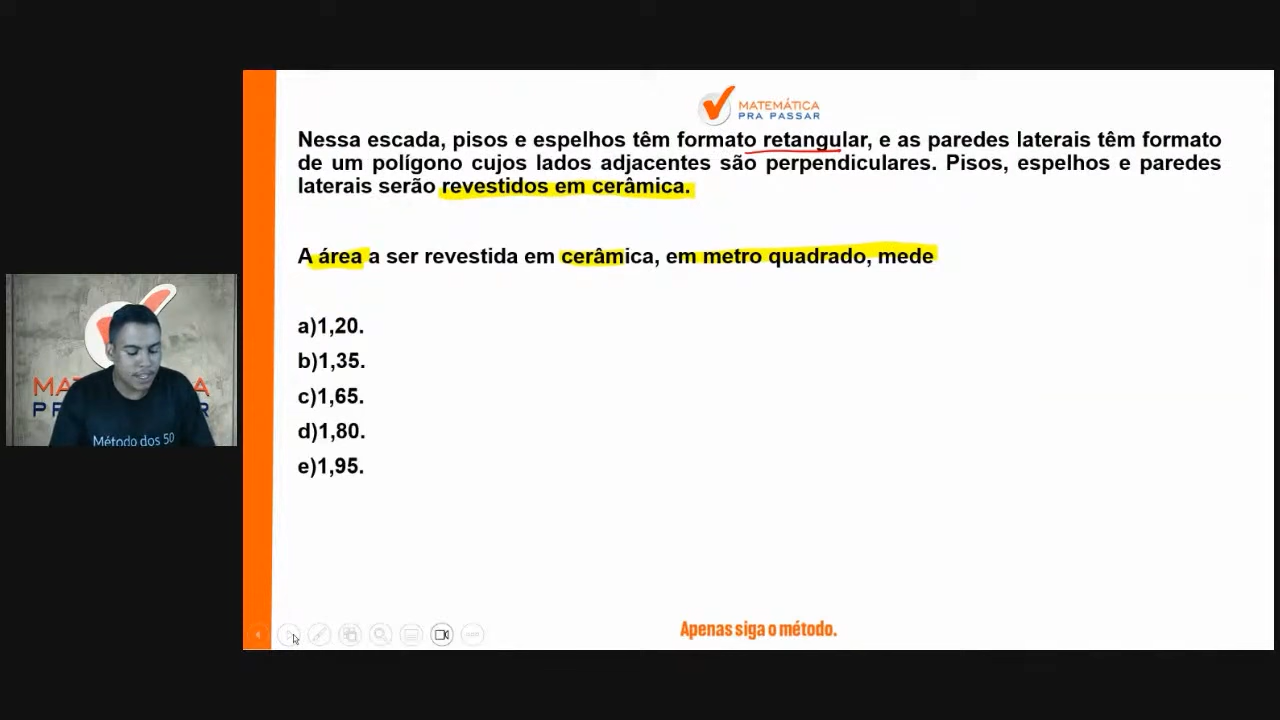 MATEMÁTICA
PRA PASSAR
Nessa escada, pisos e espelhos têm formato retangular, e as paredes laterais têm formato
de um polígono cujos lados adjacentes são perpendiculares. Pisos, espelhos e paredes
laterais serão revestidos em cerâmica.
A área a ser revestida em cerâmica, em metro quadrado, mede
a)1,20.
b)1,35.
c)1,65.
d)1,80.
e)1,95.
Método dos 50
Apenas siga o método.